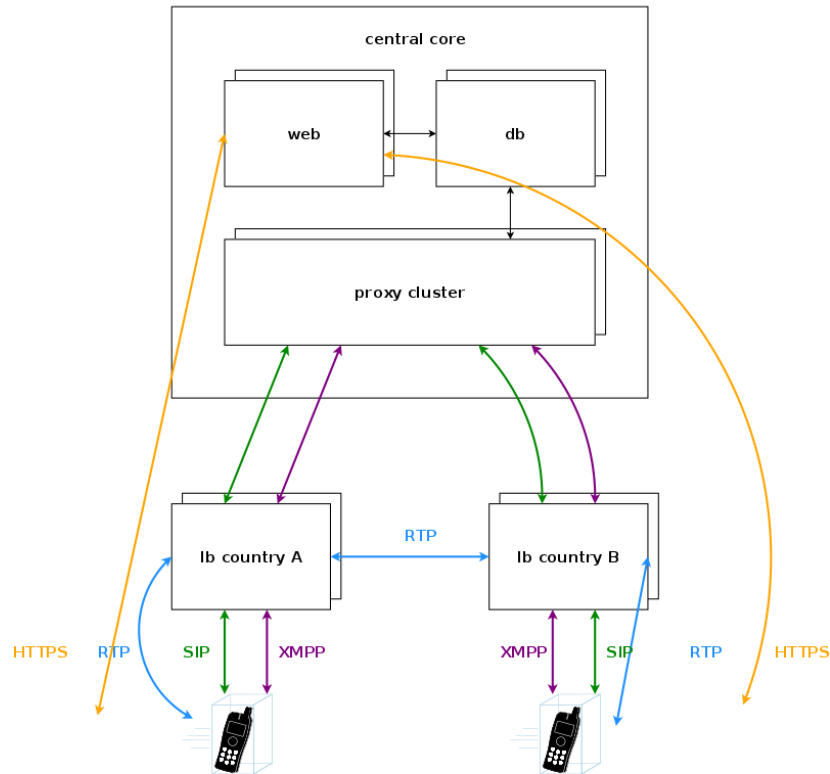 central core
web
db
proxy cluster
RTP
lb country A
lb country B
HTTPS
RTP
SIP
XMPP
XMPP
SIP
RTP
HTTPS